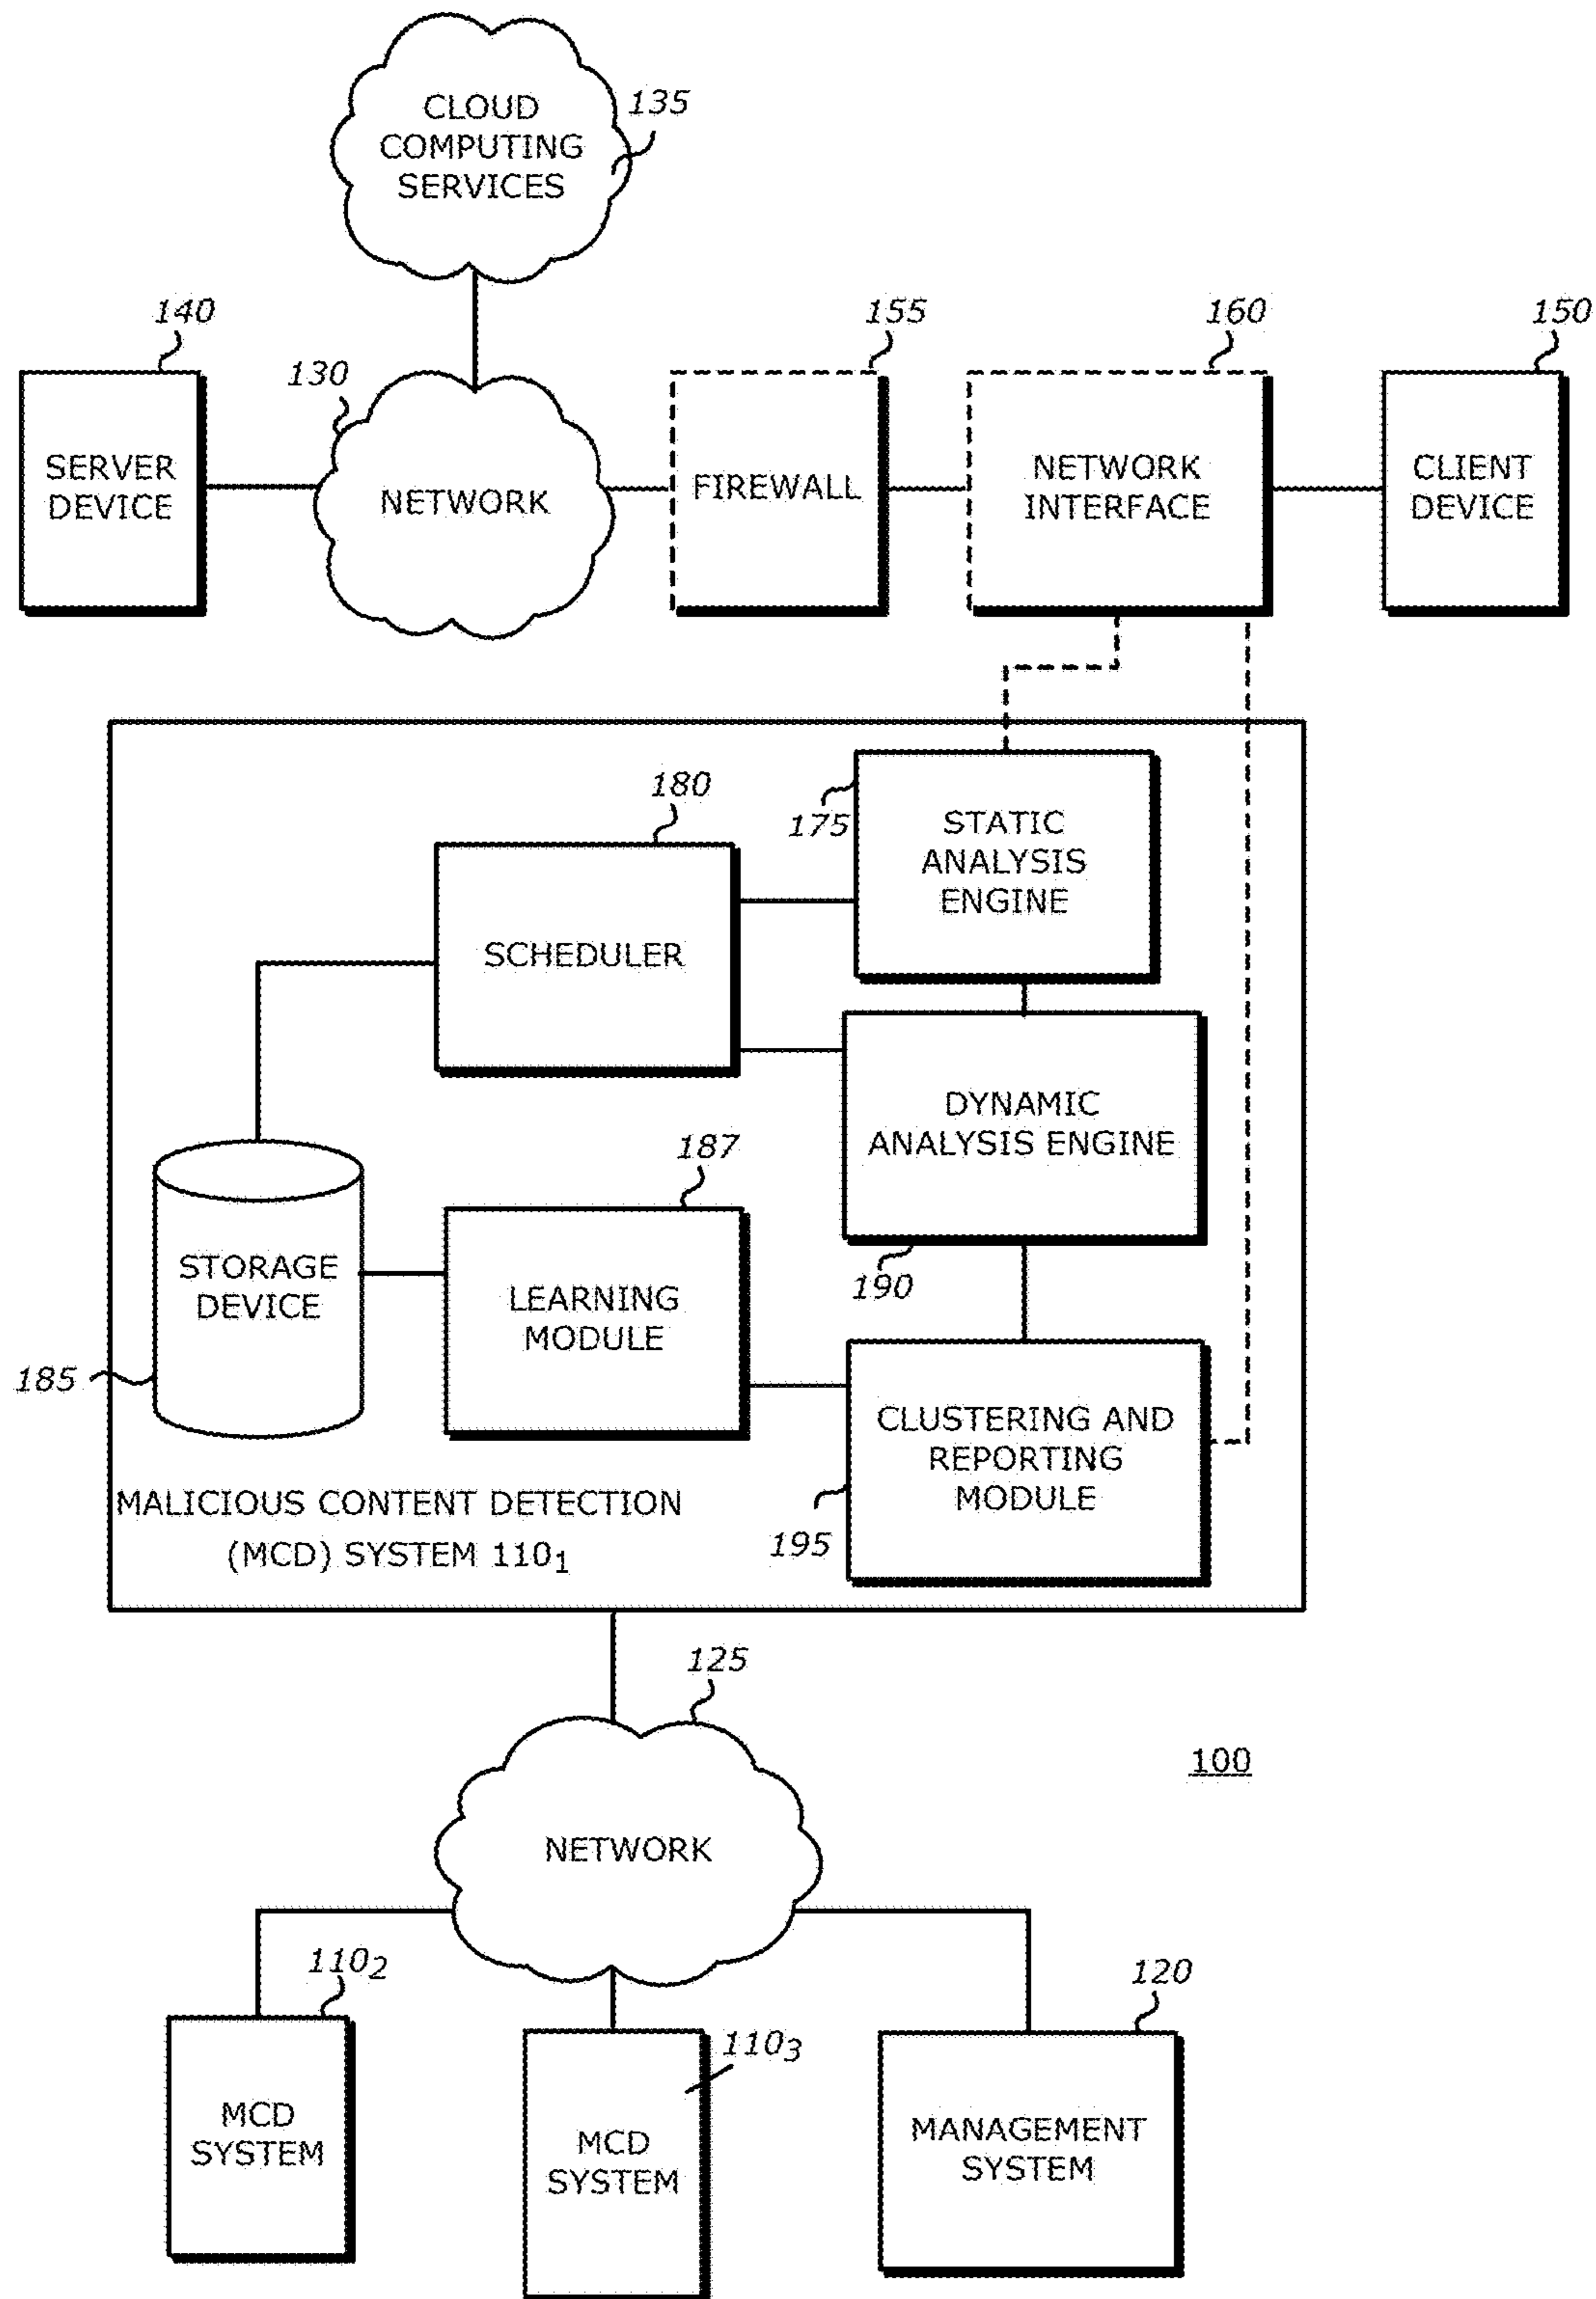 CLOUD
COMPUTING
SERVICES
135
140
130
155
160
150
SERVER
DEVICE
NETWORK
FIREWALL
NETWORK
INTERFACE
CLIENT
DEVICE
180
175
STATIC
ANALYSIS
ENGINE
SCHEDULER
DYNAMIC
ANALYSIS ENGINE
187
190
STORAGE
DEVICE
LEARNING
MODULE
185
CLUSTERING AND
REPORTING
MODULE
195
MALICIOUS CONTENT DETECTION
(MCD) SYSTEM 110₁
125
100
NETWORK
110₂
110₃
120
MCD
SYSTEM
MCD
SYSTEM
MANAGEMENT
SYSTEM